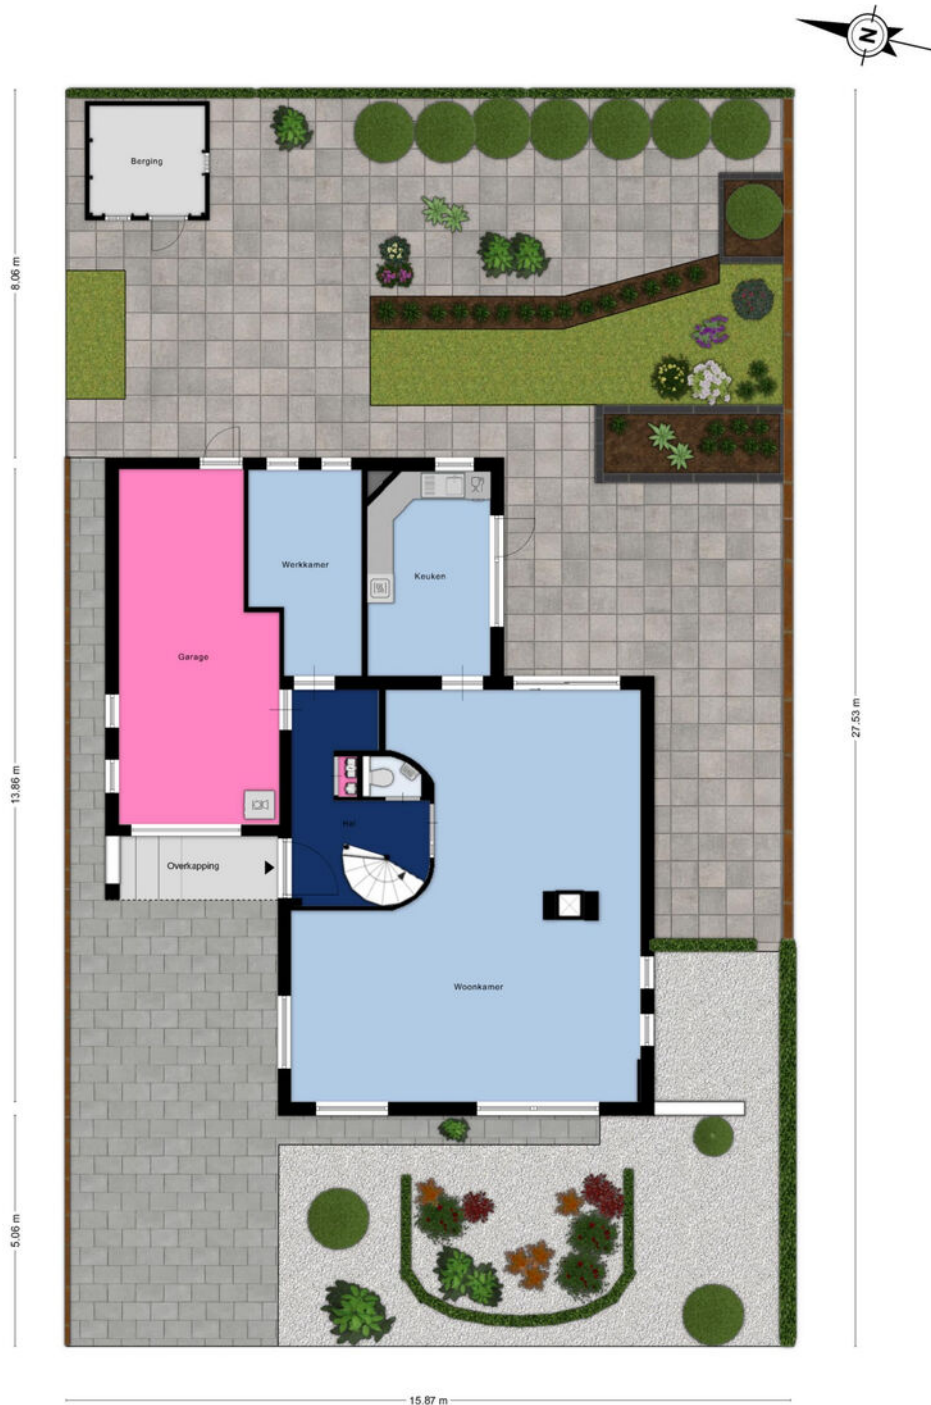 N
Berging
8.06 m
Werkkamer
Keuken
Garage
27.53 m
13.86 m
Hal
Overkapping
Woonkamer
5.06 m
15.87 m